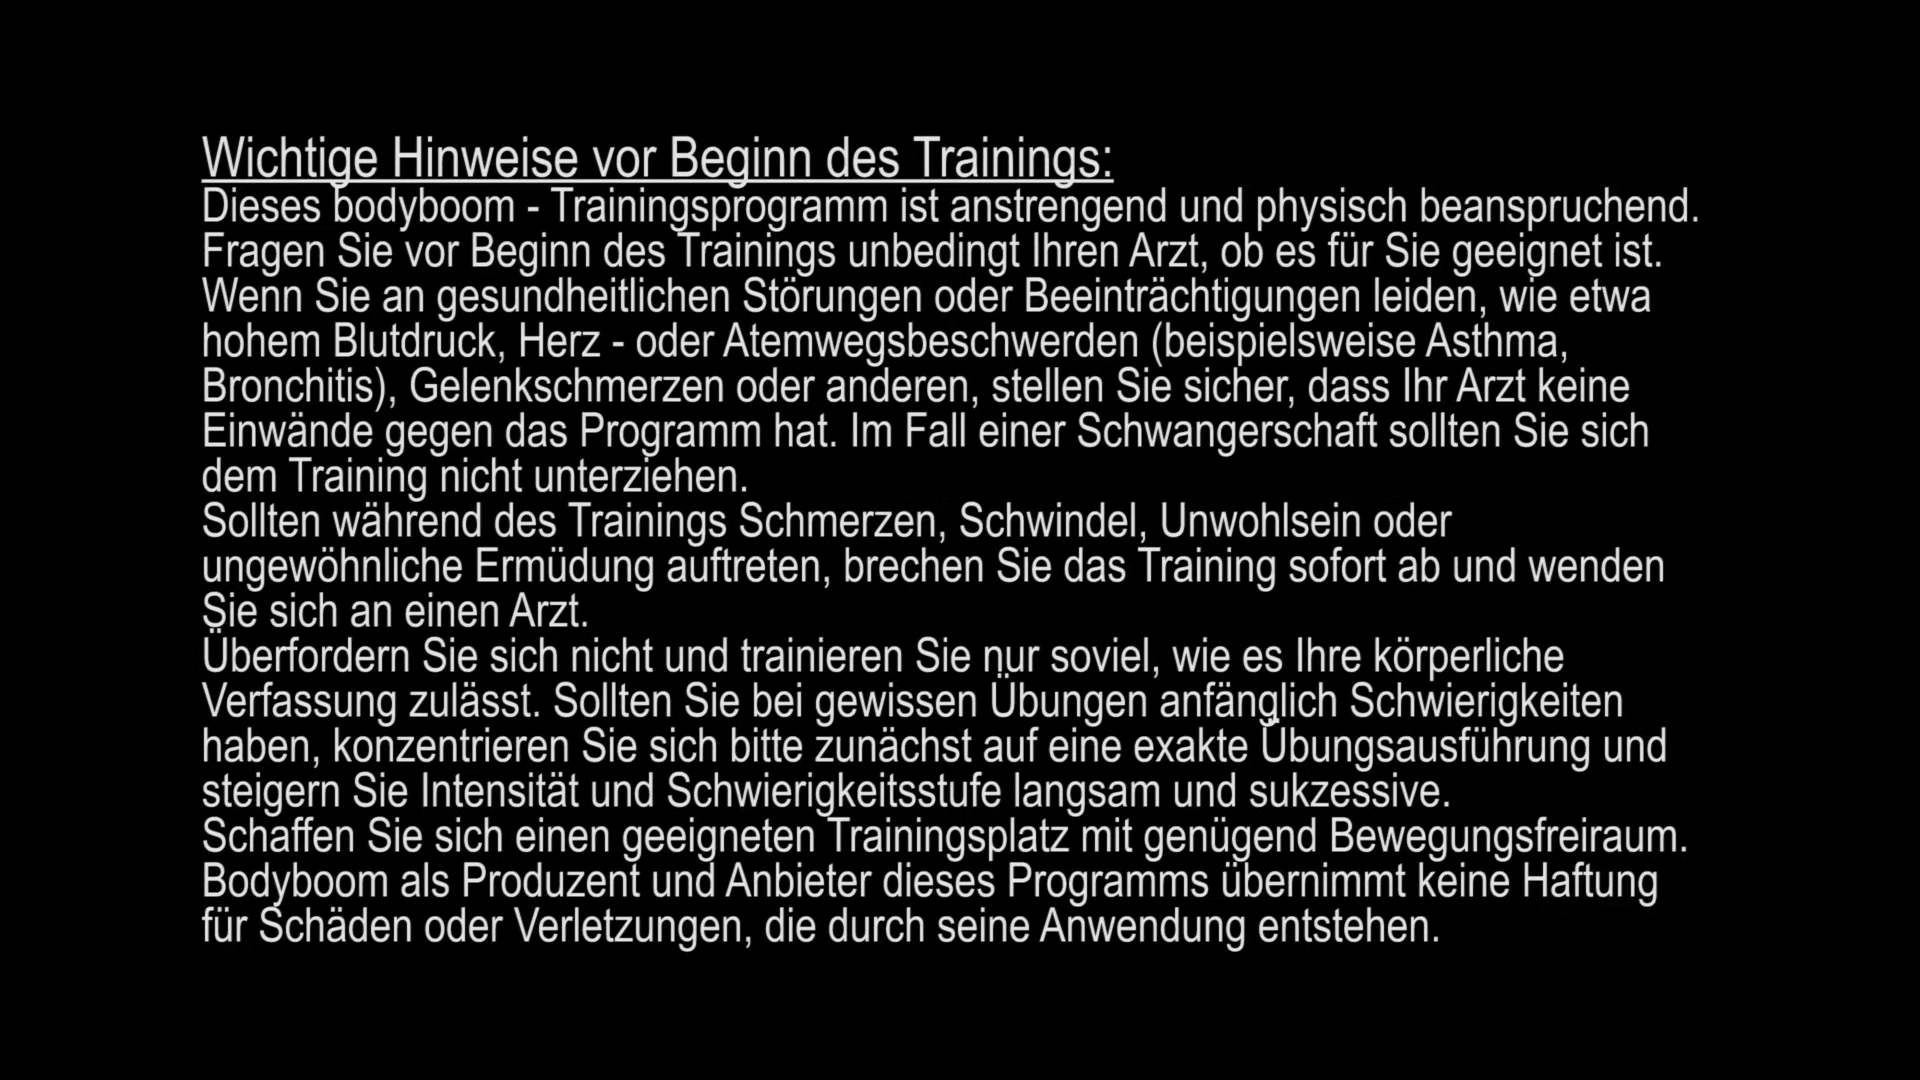 Wichtige Hinweise vor Beginn des Trainings:
Dieses bodyboom - Trainingsprogramm ist anstrengend und physisch beanspruchend.
Fragen Sie vor Beginn des Trainings unbedingt Ihren Arzt, ob es für Sie geeignet ist.
Wenn Sie an gesundheitlichen Störungen oder Beeinträchtigungen leiden, wie etwa
hohem Blutdruck, Herz - oder Atemwegsbeschwerden (beispielsweise Asthma,
Bronchitis), Gelenkschmerzen oder anderen, stellen Sie sicher, dass Ihr Arzt keine
Einwände gegen das Programm hat. Im Fall einer Schwangerschaft sollten Sie sich
dem Training nicht unterziehen.
Sollten während des Trainings Schmerzen, Schwindel, Unwohlsein oder
ungewöhnliche Ermüdung auftreten, brechen Sie das Training sofort ab und wenden
Sie sich an einen Arzt.
Überfordern Sie sich nicht und trainieren Sie nur soviel, wie es Ihre körperliche
Verfassung zulässt. Sollten Sie bei gewissen Übungen anfänglich Schwierigkeiten
haben, konzentrieren Sie sich bitte zunächst auf eine exakte Übungsausführung und
steigern Sie Intensität und Schwierigkeitsstufe langsam und sukzessive.
Schaffen Sie sich einen geeigneten Trainingsplatz mit genügend Bewegungsfreiraum.
Bodyboom als Produzent und Anbieter dieses Programms übernimmt keine Haftung
für Schäden oder Verletzungen, die durch seine Anwendung entstehen.